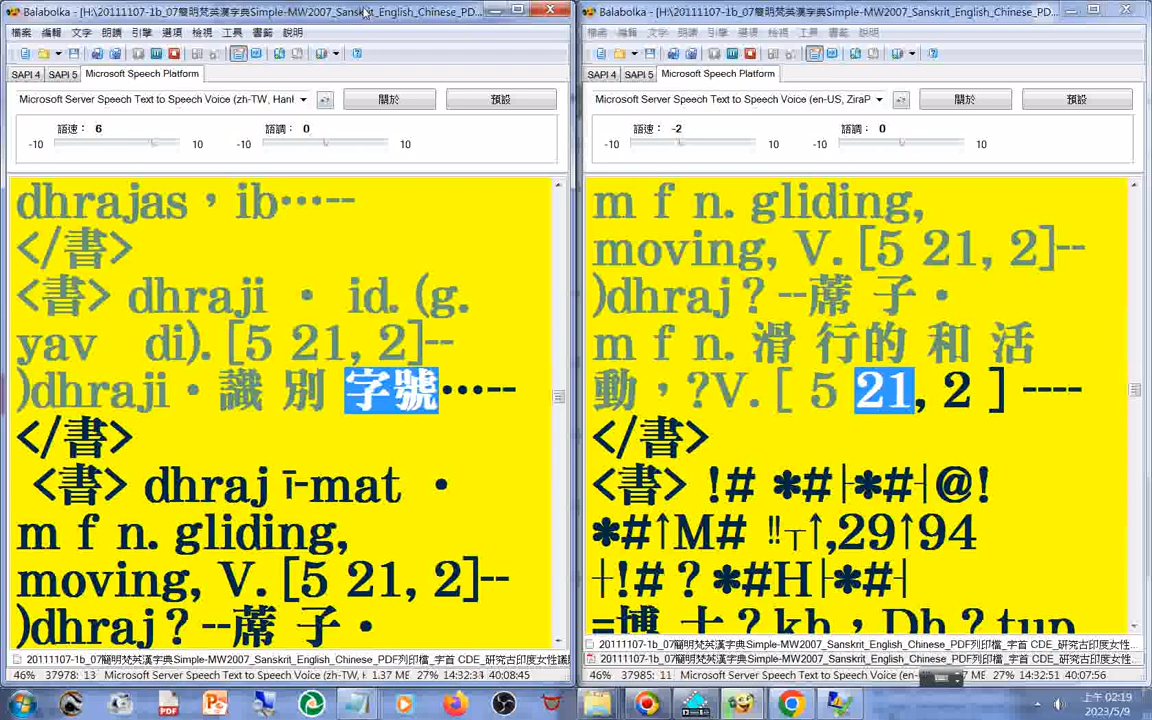 Balabolka - [H:\20111107-1b_07簡明梵英漢字典Simple-MW2007_Sanskrit_English_Chinese_PD...
檔案 編輯 文字 朗讀 引擎 選項 檢視 工具 書籤 說明
SAPI 4 SAPI 5 Microsoft Speech Platform
Microsoft Server Speech Text to Speech Voice (zh-TW, Hanl
關於 預設
語速： 6 語調： 0
-10 10 -10 10
dhrajas，ib…--
</書>
<書> dhraji ・ id. (g.
yav di). [5 21, 2]--
)dhraji・識 別 字號…--
</書>
<書> dhraj ī-mat ・
m f n. gliding,
moving, V. [5 21, 2]--
)dhraj？--蓆 子・
20111107-1b_07簡明梵英漢字典Simple-MW2007_Sanskrit_English_Chinese_PDF列印檔_字首 CDE_研究古印度女性議
46% 37978: 13 Microsoft Server Speech Text to Speech Voice (zh-TW, H 1.37 MB 27% 14:32:34 40:08:45
Balabolka - [H:\20111107-1b_07簡明梵英漢字典Simple-MW2007_Sanskrit_English_Chinese_PD...
檔案 編輯 文字 朗讀 引擎 選項 檢視 工具 書籤 說明
SAPI 4 SAPI 5 Microsoft Speech Platform
Microsoft Server Speech Text to Speech Voice (en-US, ZiraP
關於 預設
語速： -2 語調： 0
-10 10 -10 10
m f n. gliding,
moving, V. [5 21, 2]--
)dhraj？--蓆 子・
m f n. 滑 行的 和 活
動，?V. [ 5 21, 2 ] ----
</書>
<書> !# *#├*#┤@!
*#↑M# ‼┬↑,29↑94
┼!#？*#H├*#┤
=博 士？kh，Dh？tup
20111107-1b_07簡明梵英漢字典Simple-MW2007_Sanskrit_English_Chinese_PDF列印檔_字首 CDE_研究古印度女性...
20111107-1b_07簡明梵英漢字典Simple-MW2007_Sanskrit_English_Chinese_PDF列印檔_字首 CDE_研究古印度女性...
46% 37985: 11 Microsoft Server Speech Text to Speech Voice 27% 14:32:51 40:07:56
上午 02:19
2023/5/9